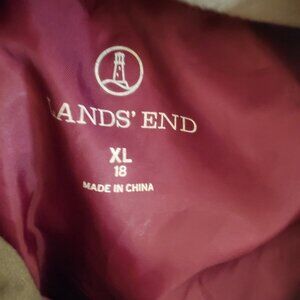 LANDS' END
XL
18
MADE IN CHINA